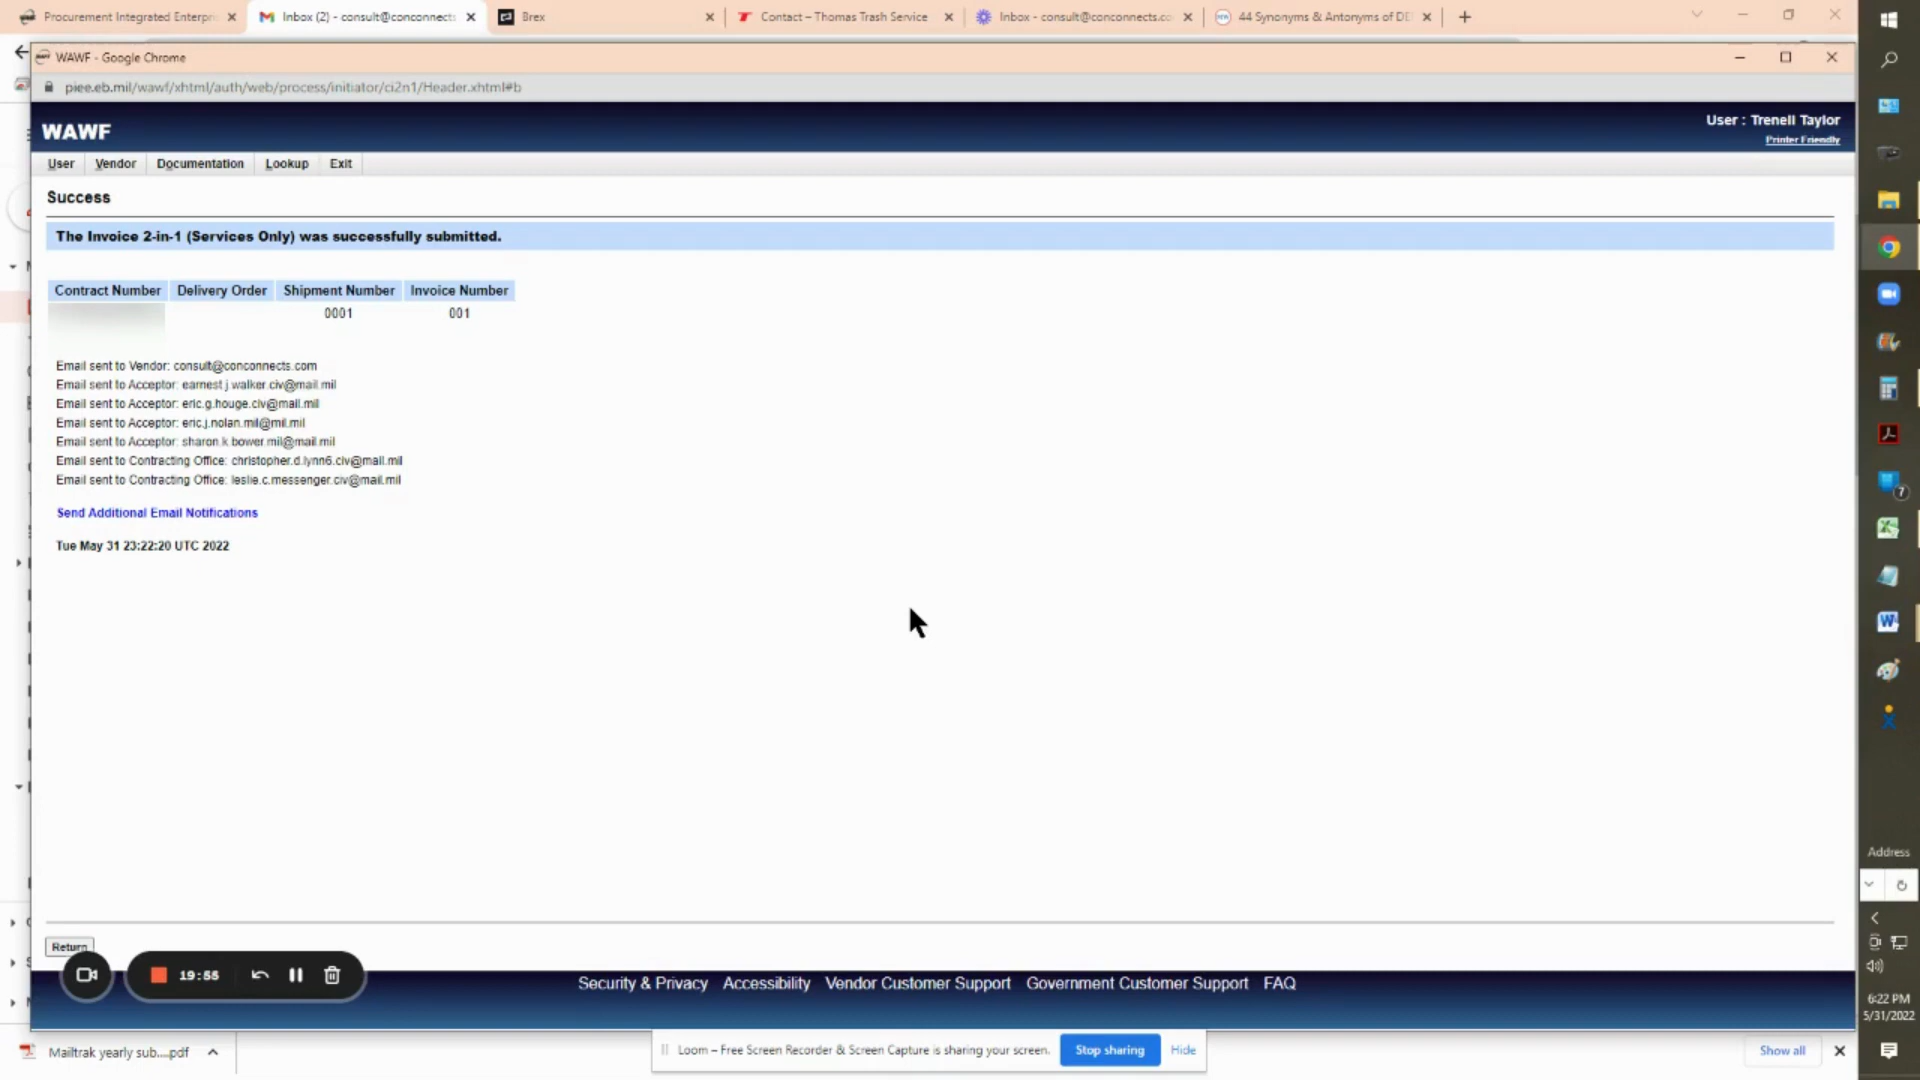 Procurement Integrated Enterpri
Inbox (2) - consult@conconnects
Brex
Contact – Thomas Trash Service
Inbox - consult@conconnects.co
44 Synonyms & Antonyms of DE
WAWF - Google Chrome
piee.eb.mil/wawf/xhtml/auth/web/process/initiator/ci2n1/Header.xhtml#b
WAWF
User : Trenell Taylor
Printer Friendly
User Vendor Documentation Lookup Exit
Success
The Invoice 2-in-1 (Services Only) was successfully submitted.
Contract Number Delivery Order Shipment Number Invoice Number
0001 001
Email sent to Vendor: consult@conconnects.com
Email sent to Acceptor: earnest.j.walker.civ@mail.mil
Email sent to Acceptor: eric.g.houge.civ@mail.mil
Email sent to Acceptor: eric.j.nolan.mil@mil.mil
Email sent to Acceptor: sharon.k.bower.mil@mail.mil
Email sent to Contracting Office: christopher.d.lynn6.civ@mail.mil
Email sent to Contracting Office: leslie.c.messenger.civ@mail.mil
Send Additional Email Notifications
Tue May 31 23:22:20 UTC 2022
Return
19:55
Security & Privacy Accessibility Vendor Customer Support Government Customer Support FAQ
Mailtrak yearly sub....pdf
Loom – Free Screen Recorder & Screen Capture is sharing your screen. Stop sharing Hide
Show all
7
Address
6:22 PM
5/31/2022